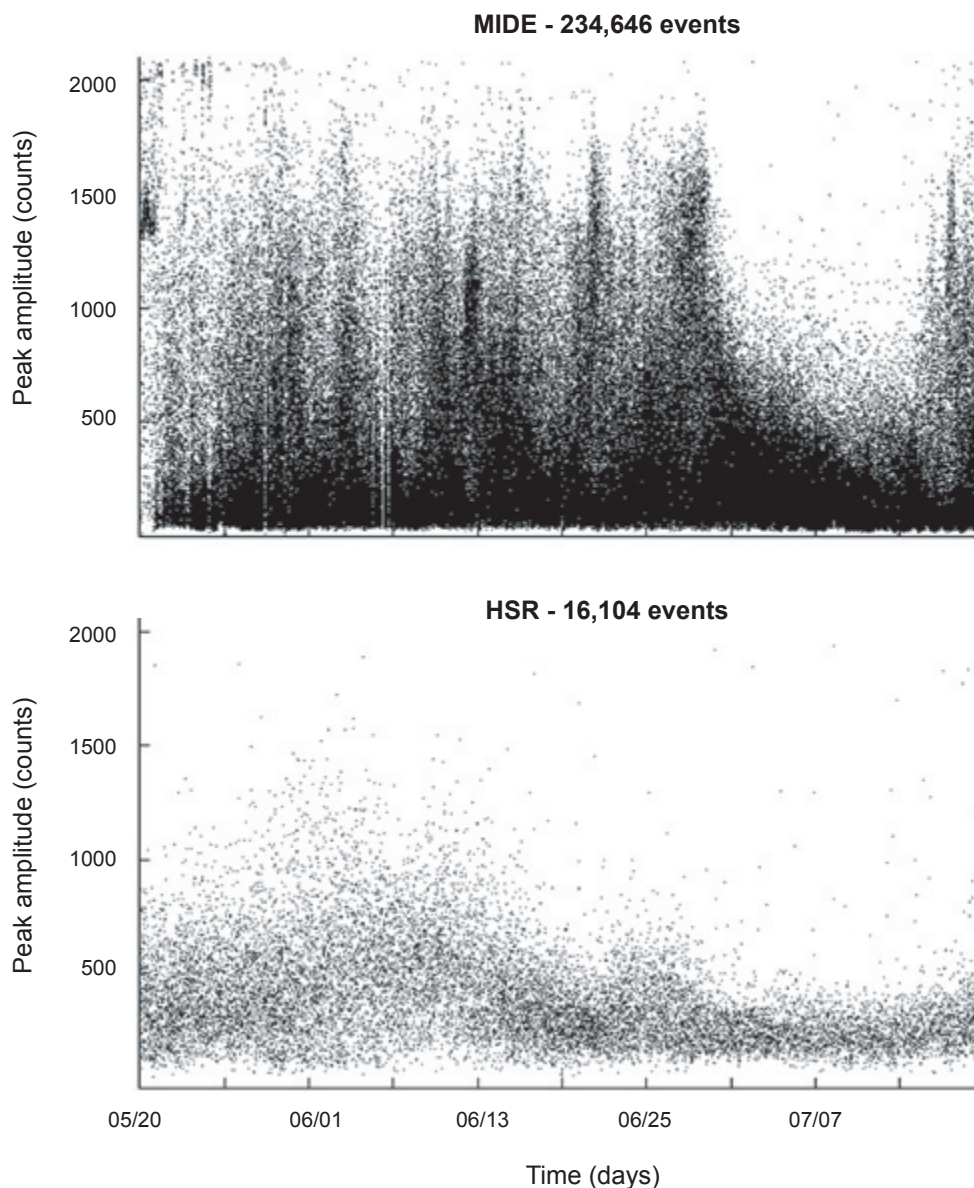 MIDE - 234,646 events
Peak amplitude (counts)
2000
1500
1000
500
HSR - 16,104 events
Peak amplitude (counts)
2000
1500
1000
500
05/20 06/01 06/13 06/25 07/07
Time (days)